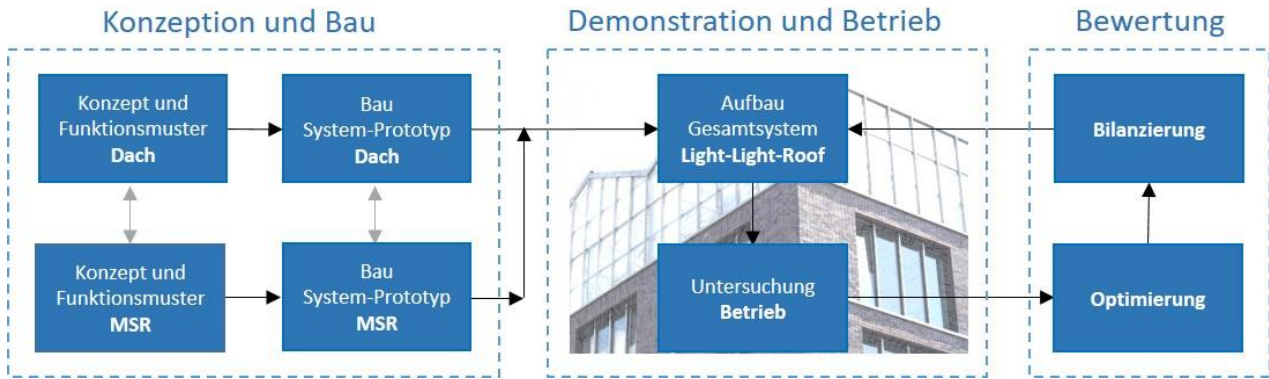 Konzeption und Bau
Konzept und
Funktionsmuster
Dach
Bau
System-Prototyp
Dach
Konzept und
Funktionsmuster
MSR
Bau
System-Prototyp
MSR
Demonstration und Betrieb
Aufbau
Gesamtsystem
Light-Light-Roof
Untersuchung
Betrieb
Bewertung
Bilanzierung
Optimierung